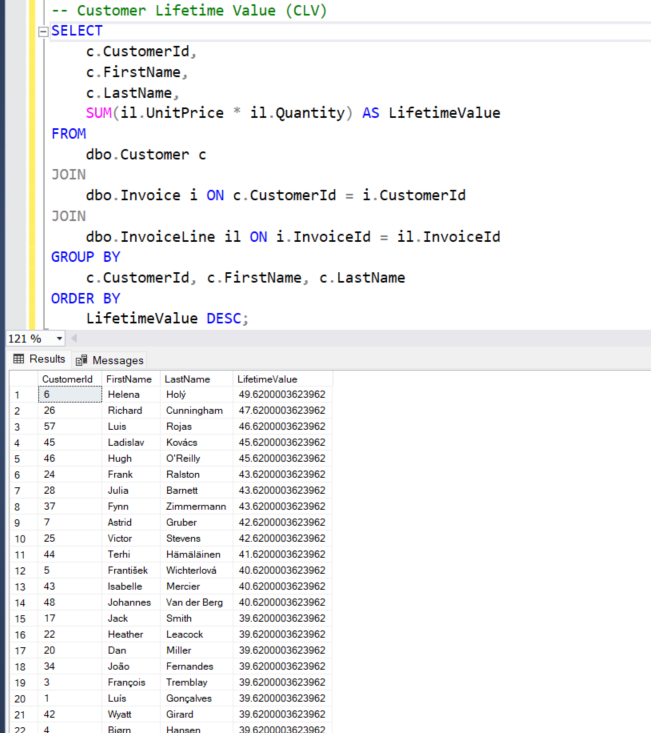 -- Customer Lifetime Value (CLV)
SELECT
c.CustomerId,
c.FirstName,
c.LastName,
SUM(il.UnitPrice * il.Quantity) AS LifetimeValue
FROM
dbo.Customer c
JOIN
dbo.Invoice i ON c.CustomerId = i.CustomerId
JOIN
dbo.InvoiceLine il ON i.InvoiceId = il.InvoiceId
GROUP BY
c.CustomerId, c.FirstName, c.LastName
ORDER BY
LifetimeValue DESC;
121 %
Results Messages
CustomerId FirstName LastName LifetimeValue
1 6 Helena Holý 49.6200003623962
2 26 Richard Cunningham 47.6200003623962
3 57 Luis Rojas 46.6200003623962
4 45 Ladislav Kovács 45.6200003623962
5 46 Hugh O'Reilly 45.6200003623962
6 24 Frank Ralston 43.6200003623962
7 28 Julia Barnett 43.6200003623962
8 37 Fynn Zimmermann 43.6200003623962
9 7 Astrid Gruber 42.6200003623962
10 25 Victor Stevens 42.6200003623962
11 44 Terhi Hämäläinen 41.6200003623962
12 5 František Wichterlová 40.6200003623962
13 43 Isabelle Mercier 40.6200003623962
14 48 Johannes Van der Berg 40.6200003623962
15 17 Jack Smith 39.6200003623962
16 22 Heather Leacock 39.6200003623962
17 20 Dan Miller 39.6200003623962
18 34 João Fernandes 39.6200003623962
19 3 François Tremblay 39.6200003623962
20 1 Luís Gonçalves 39.6200003623962
21 42 Wyatt Girard 39.6200003623962
22 4 Bjørn Hansen 39.6200003623962